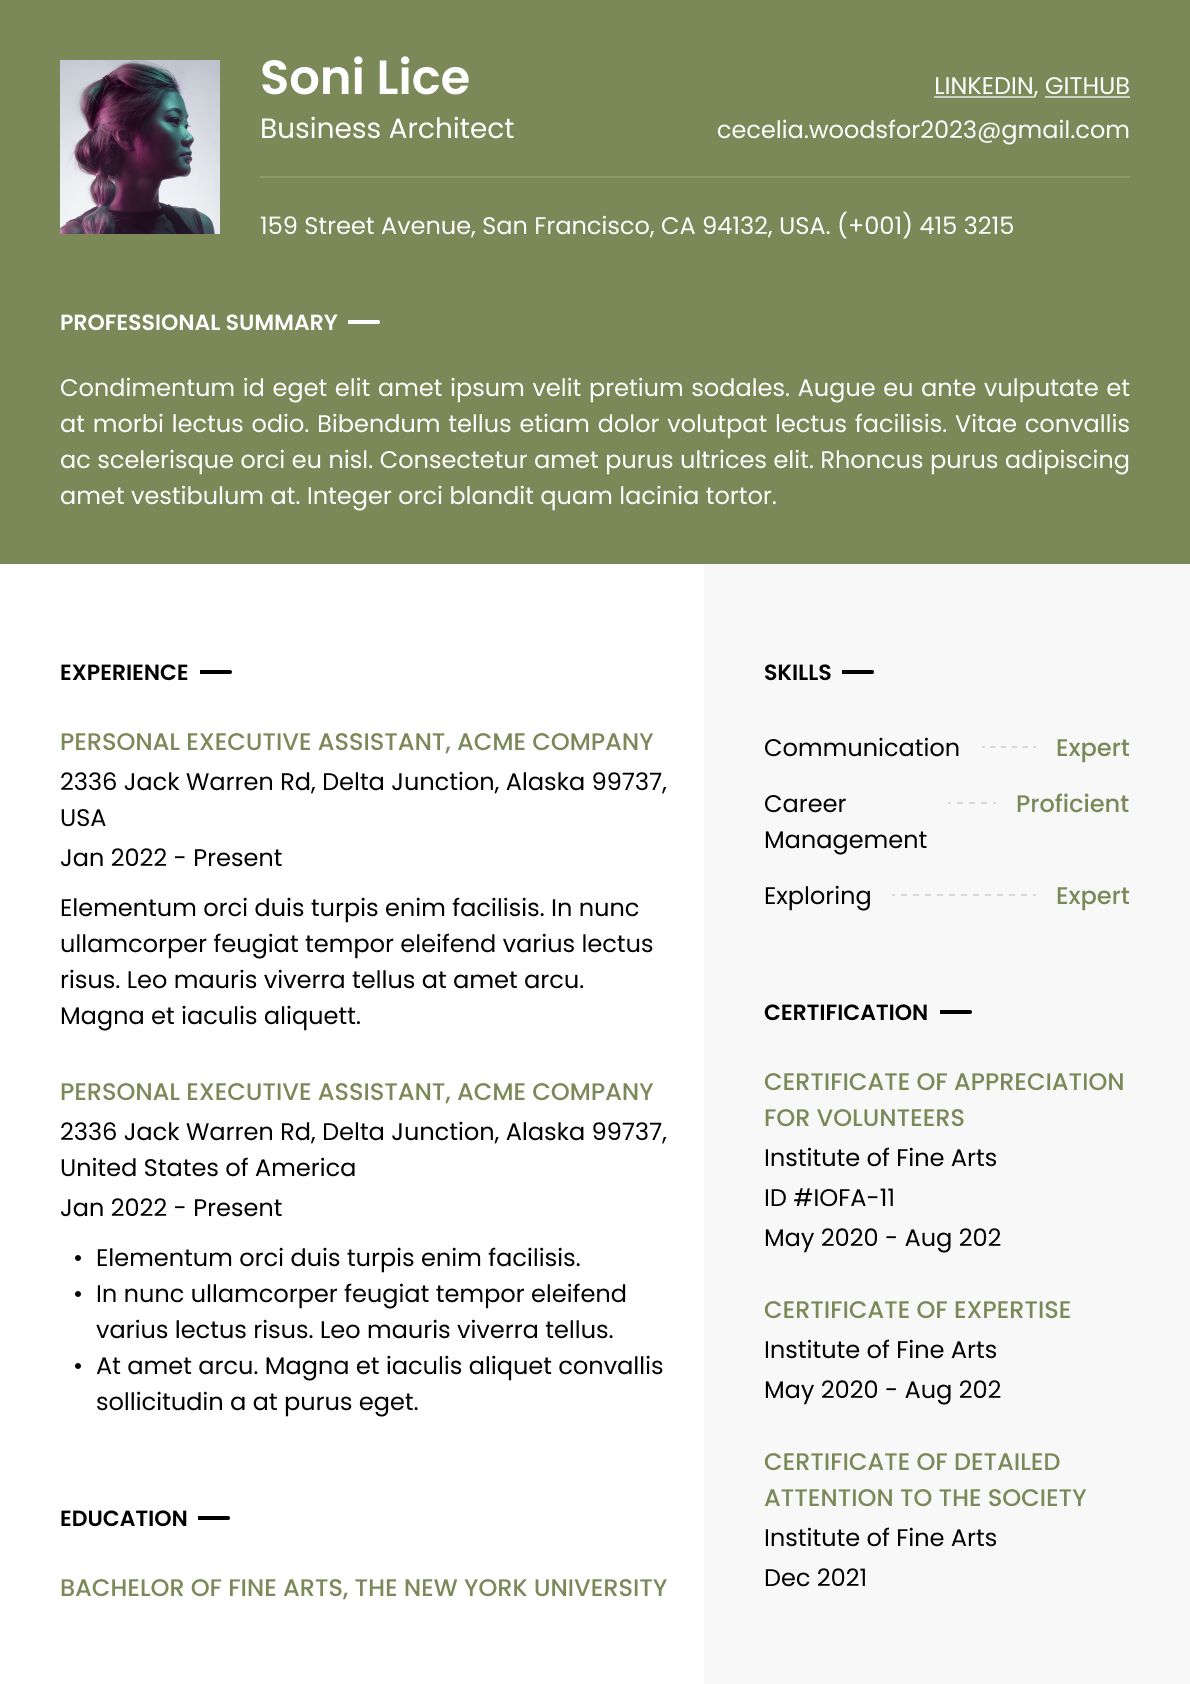 Soni Lice
Business Architect
LINKEDIN, GITHUB
cecelia.woodsfor2023@gmail.com
159 Street Avenue, San Francisco, CA 94132, USA. (+001) 415 3215
PROFESSIONAL SUMMARY
Condimentum id eget elit amet ipsum velit pretium sodales. Augue eu ante vulputate et
at morbi lectus odio. Bibendum tellus etiam dolor volutpat lectus facilisis. Vitae convallis
ac scelerisque orci eu nisl. Consectetur amet purus ultrices elit. Rhoncus purus adipiscing
amet vestibulum at. Integer orci blandit quam lacinia tortor.
EXPERIENCE
PERSONAL EXECUTIVE ASSISTANT, ACME COMPANY
2336 Jack Warren Rd, Delta Junction, Alaska 99737,
USA
Jan 2022 - Present
Elementum orci duis turpis enim facilisis. In nunc
ullamcorper feugiat tempor eleifend varius lectus
risus. Leo mauris viverra tellus at amet arcu.
Magna et iaculis aliquett.
PERSONAL EXECUTIVE ASSISTANT, ACME COMPANY
2336 Jack Warren Rd, Delta Junction, Alaska 99737,
United States of America
Jan 2022 - Present
• Elementum orci duis turpis enim facilisis.
• In nunc ullamcorper feugiat tempor eleifend
varius lectus risus. Leo mauris viverra tellus.
• At amet arcu. Magna et iaculis aliquet convallis
sollicitudin a at purus eget.
EDUCATION
BACHELOR OF FINE ARTS, THE NEW YORK UNIVERSITY
SKILLS
Communication Expert
Career Proficient
Management
Exploring Expert
CERTIFICATION
CERTIFICATE OF APPRECIATION
FOR VOLUNTEERS
Institute of Fine Arts
ID #IOFA-11
May 2020 - Aug 202
CERTIFICATE OF EXPERTISE
Institute of Fine Arts
May 2020 - Aug 202
CERTIFICATE OF DETAILED
ATTENTION TO THE SOCIETY
Institute of Fine Arts
Dec 2021